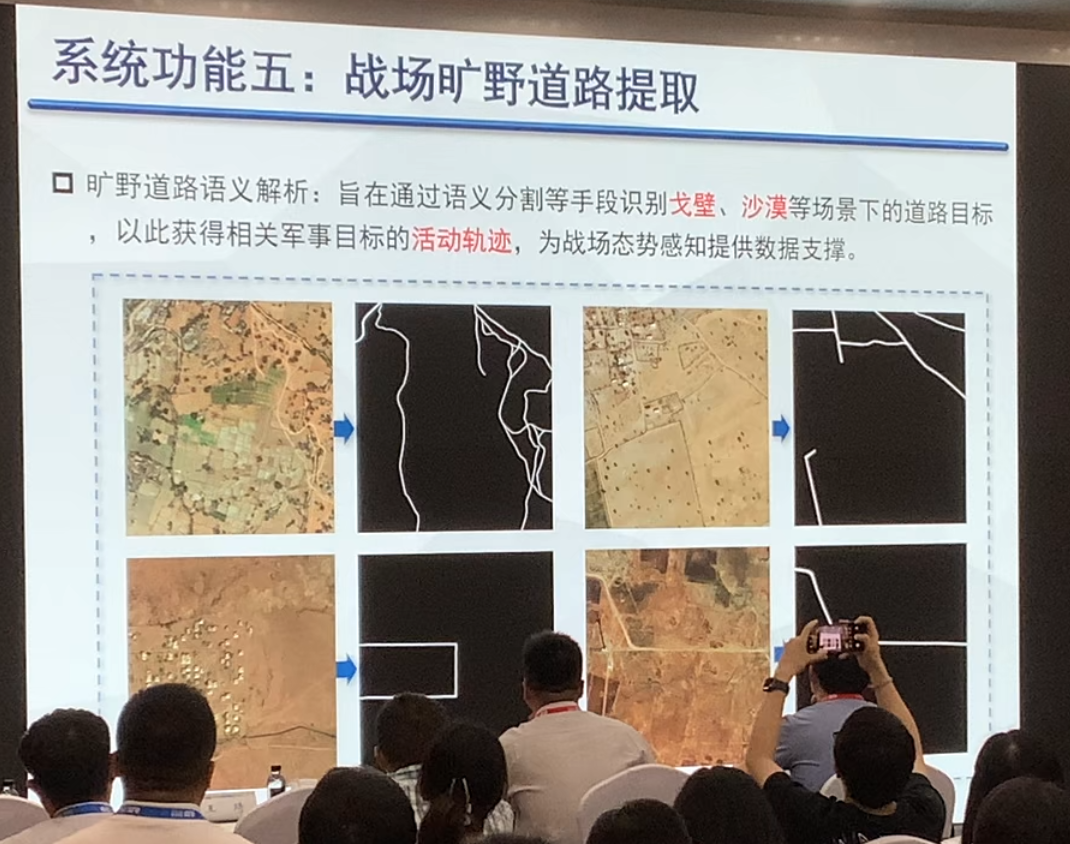 系统功能五：战场旷野道路提取
旷野道路语义解析：旨在通过语义分割等手段识别戈壁、沙漠等场景下的道路目标
，以此获得相关军事目标的活动轨迹，为战场态势感知提供数据支撑。